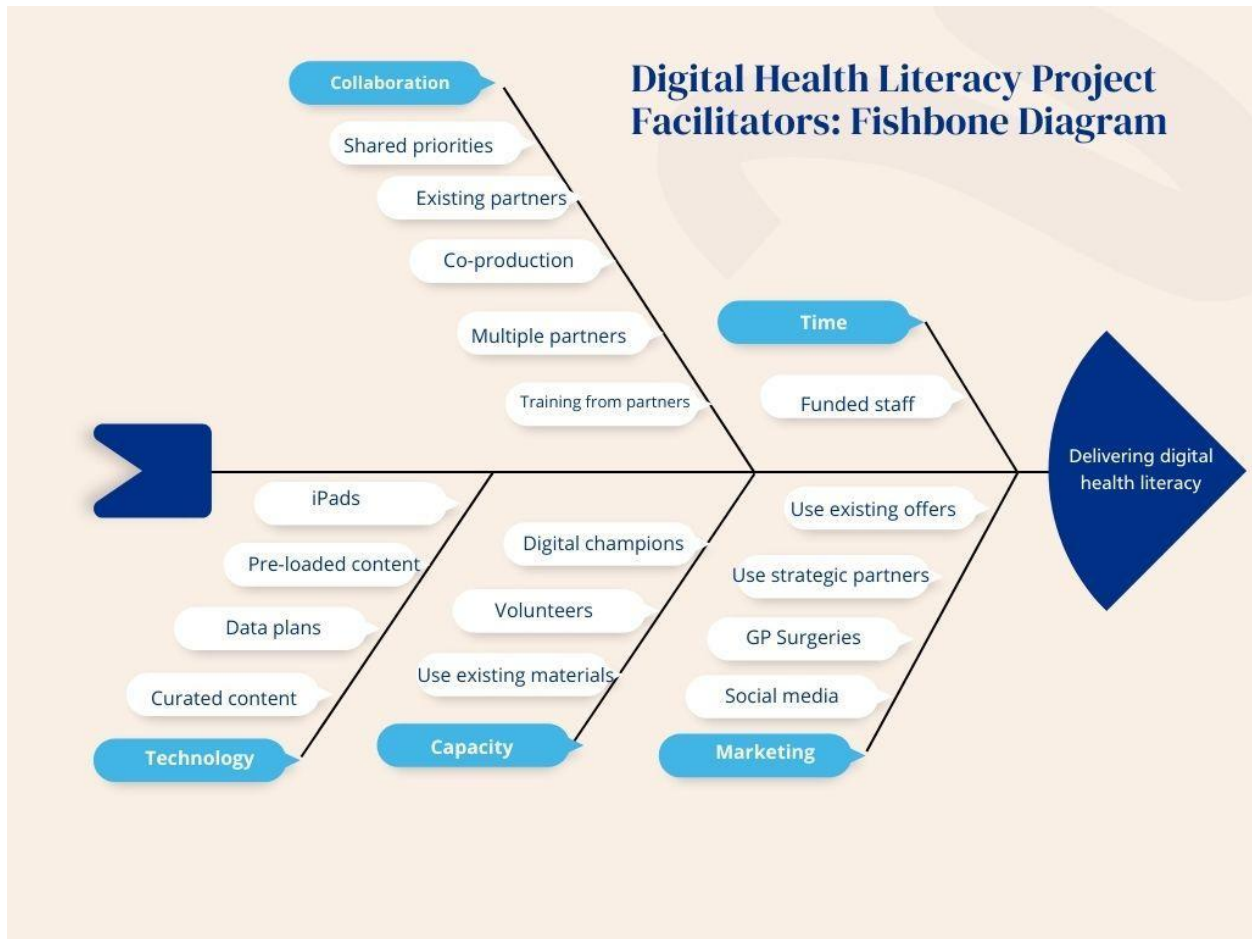 Digital Health Literacy Project
Facilitators: Fishbone Diagram
Collaboration
Shared priorities
Existing partners
Co-production
Multiple partners
Training from partners
Time
Funded staff
Delivering digital
health literacy
iPads
Pre-loaded content
Data plans
Curated content
Technology
Digital champions
Volunteers
Use existing materials
Capacity
Use existing offers
Use strategic partners
GP Surgeries
Social media
Marketing